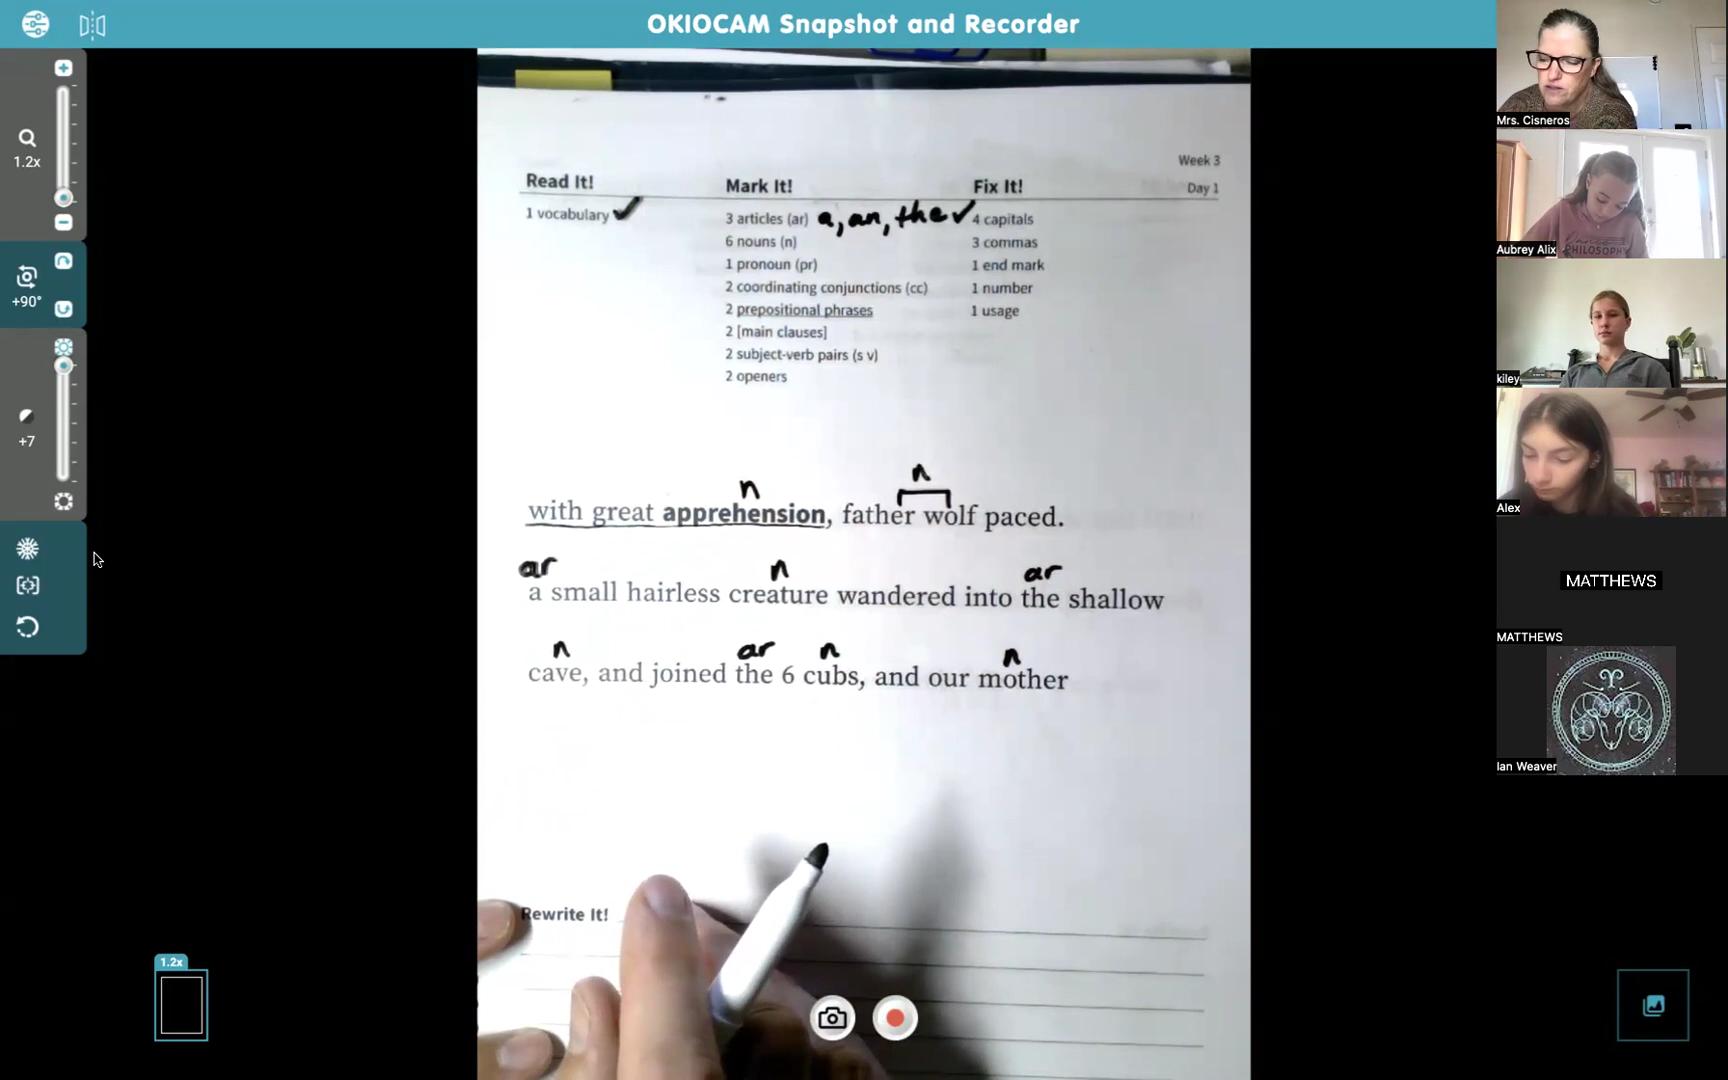 OKIOCAM Snapshot and Recorder
1.2x
+90°
+7
Week 3
Read It! Mark It! Fix It! Day 1
1 vocabulary ✓ 3 articles (ar) a, an, the ✓ 4 capitals
6 nouns (n) 3 commas
1 pronoun (pr) 1 end mark
2 coordinating conjunctions (cc) 1 number
2 prepositional phrases 1 usage
2 [main clauses]
2 subject-verb pairs (s v)
2 openers
n n
with great apprehension, father wolf paced.
ar n ar
a small hairless creature wandered into the shallow
n ar n n
cave, and joined the 6 cubs, and our mother
Rewrite It!
1.2x
Mrs. Cisneros
PHILOSOPHY
Aubrey Alix
kiley
Alex
MATTHEWS
MATTHEWS
Ian Weaver